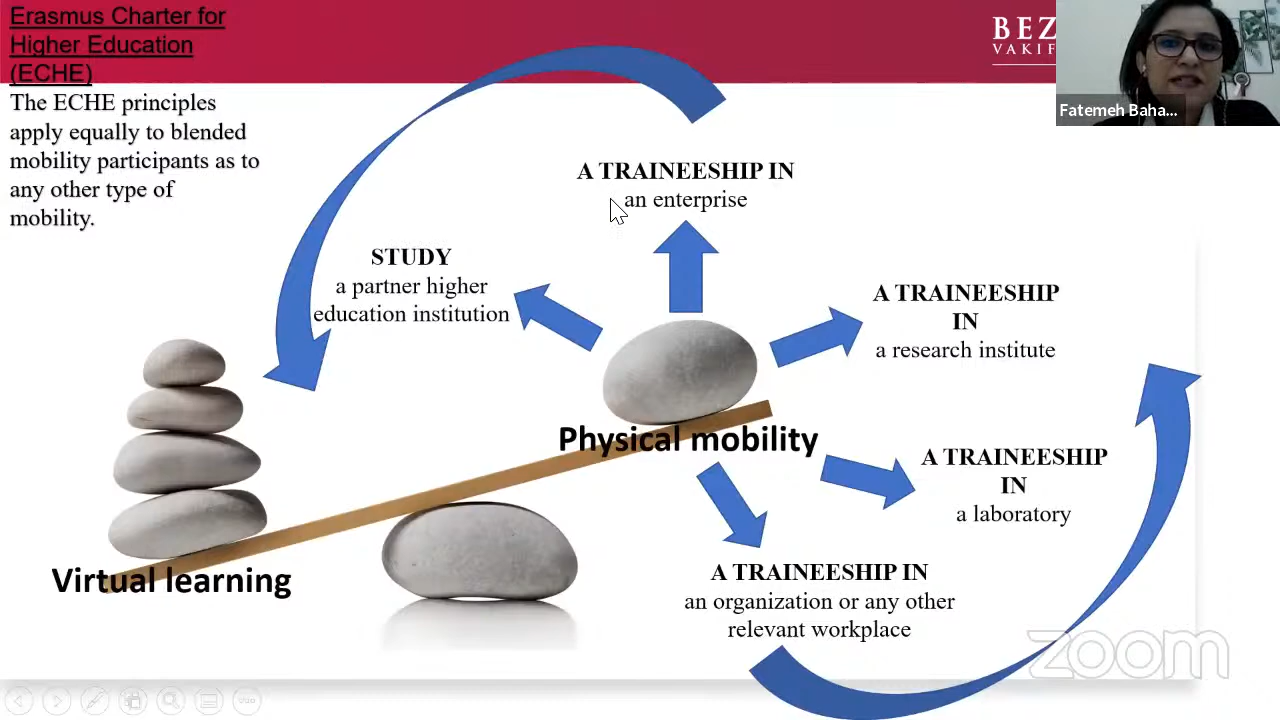 Erasmus Charter for
Higher Education
(ECHE)
The ECHE principles
apply equally to blended
mobility participants as to
any other type of
mobility.
BEZ
VAKIF
Fatemeh Baha...
A TRAINEESHIP IN
an enterprise
STUDY
a partner higher
education institution
A TRAINEESHIP
IN
a research institute
Physical mobility
A TRAINEESHIP
IN
a laboratory
Virtual learning
A TRAINEESHIP IN
an organization or any other
relevant workplace
zoom